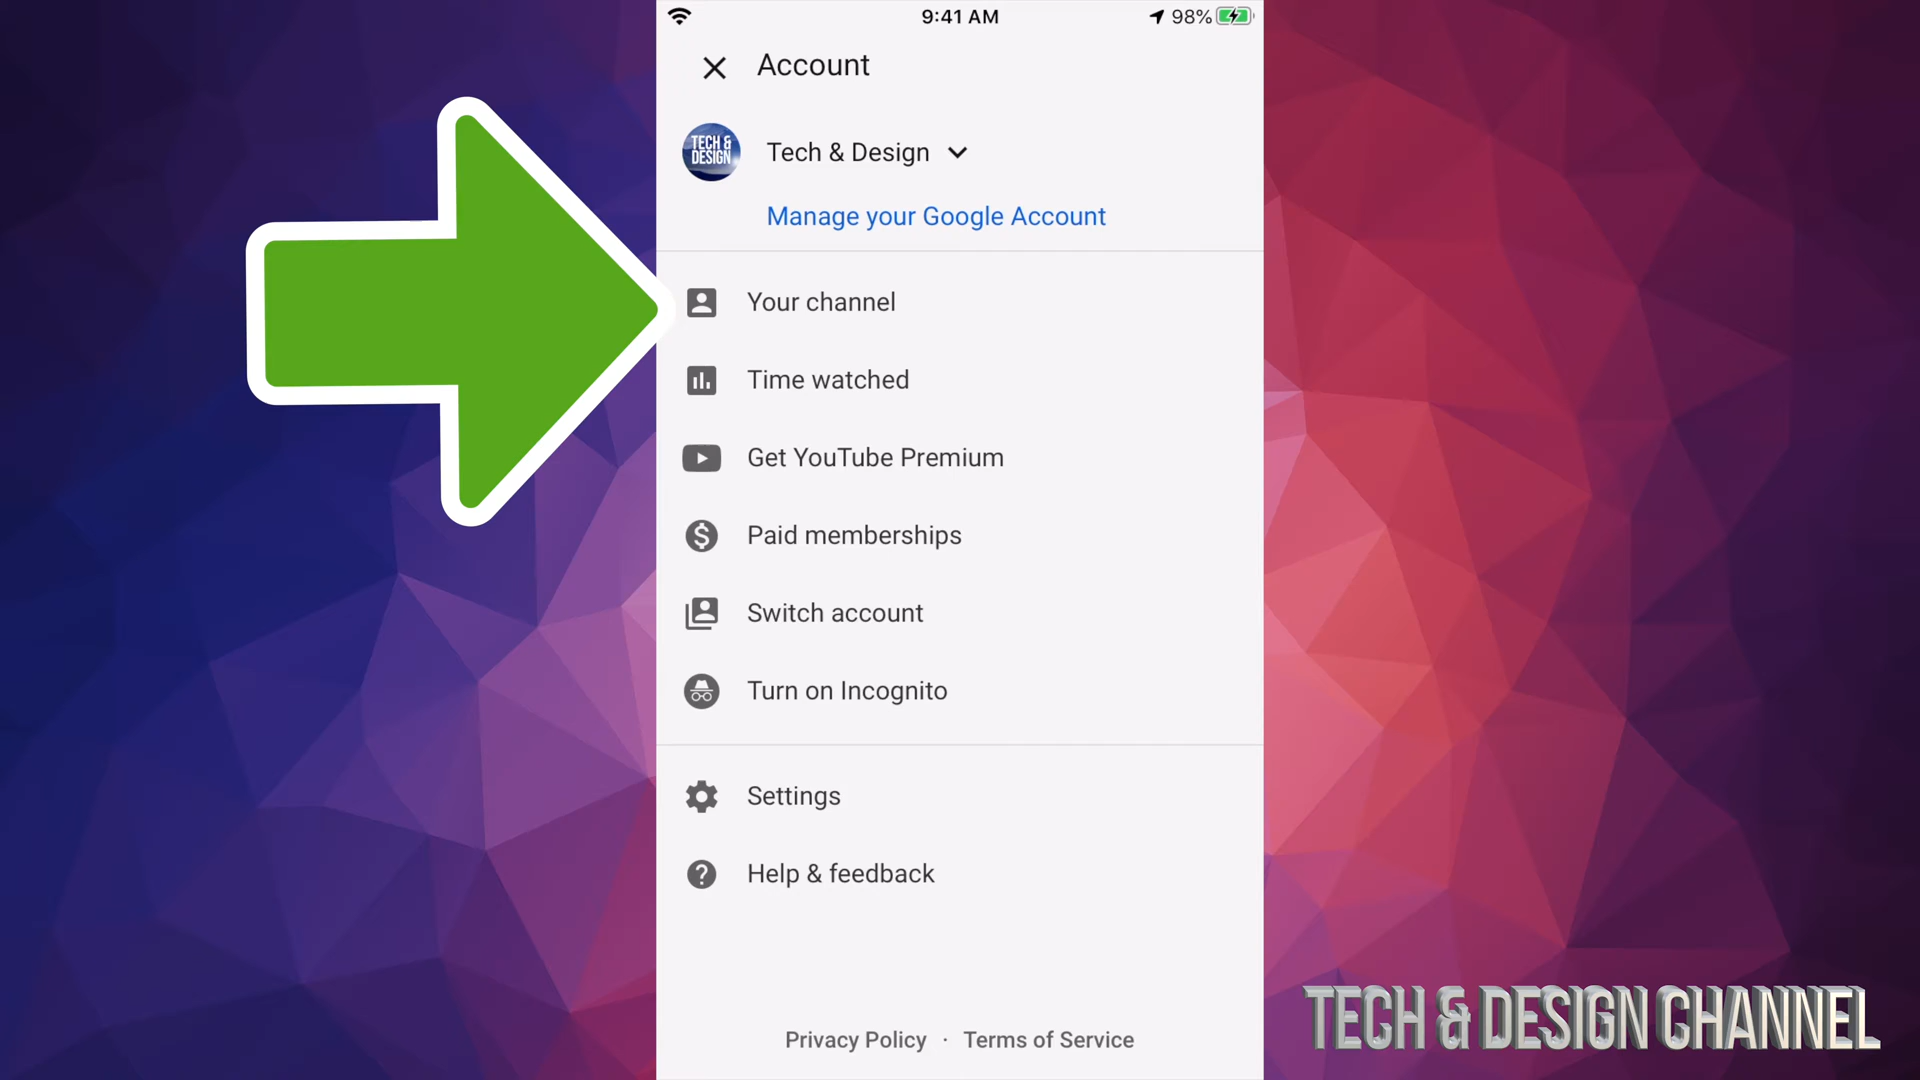 9:41 AM
98%
Account
TECH &
DESIGN
Tech & Design
Manage your Google Account
Your channel
Time watched
Get YouTube Premium
Paid memberships
Switch account
Turn on Incognito
Settings
Help & feedback
Privacy Policy · Terms of Service
TECH & DESIGN CHANNEL